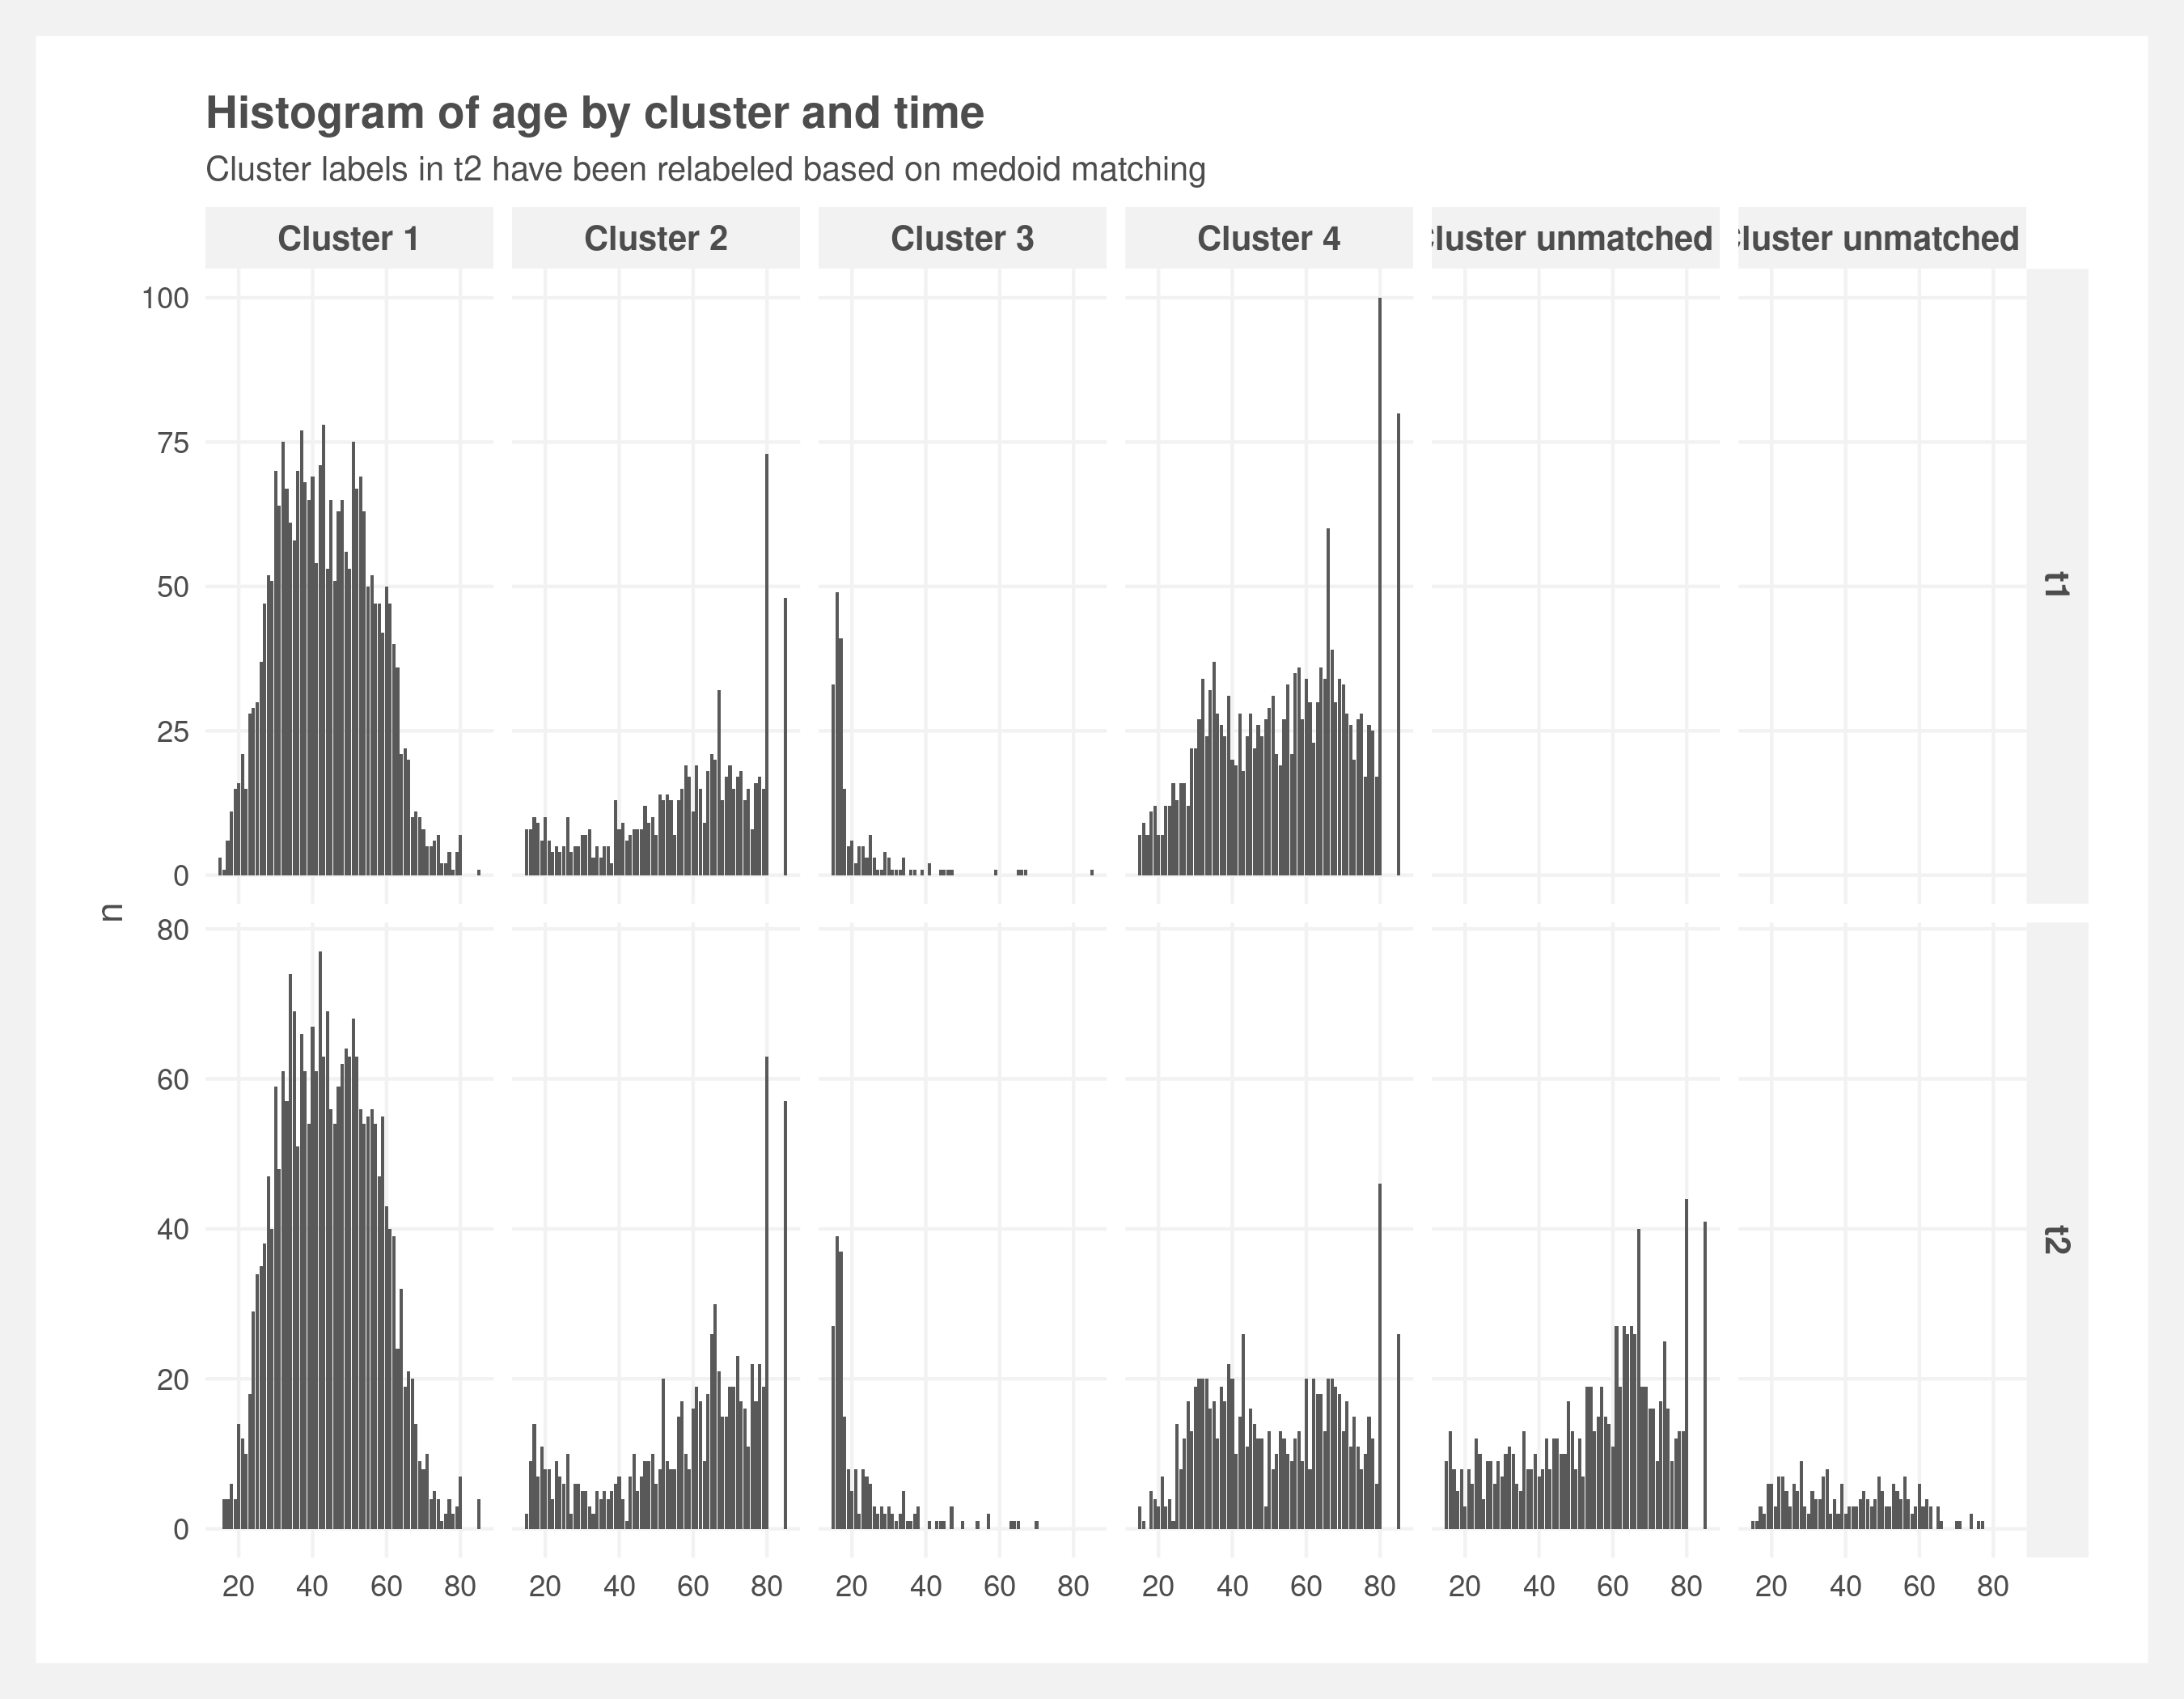 Histogram of age by cluster and time
Cluster labels in t2 have been relabeled based on medoid matching
Cluster 1 Cluster 2 Cluster 3 Cluster 4 Cluster unmatched Cluster unmatched
100
75
50
25
0
t1
n
80
60
40
20
0
t2
20 40 60 80 20 40 60 80 20 40 60 80 20 40 60 80 20 40 60 80 20 40 60 80